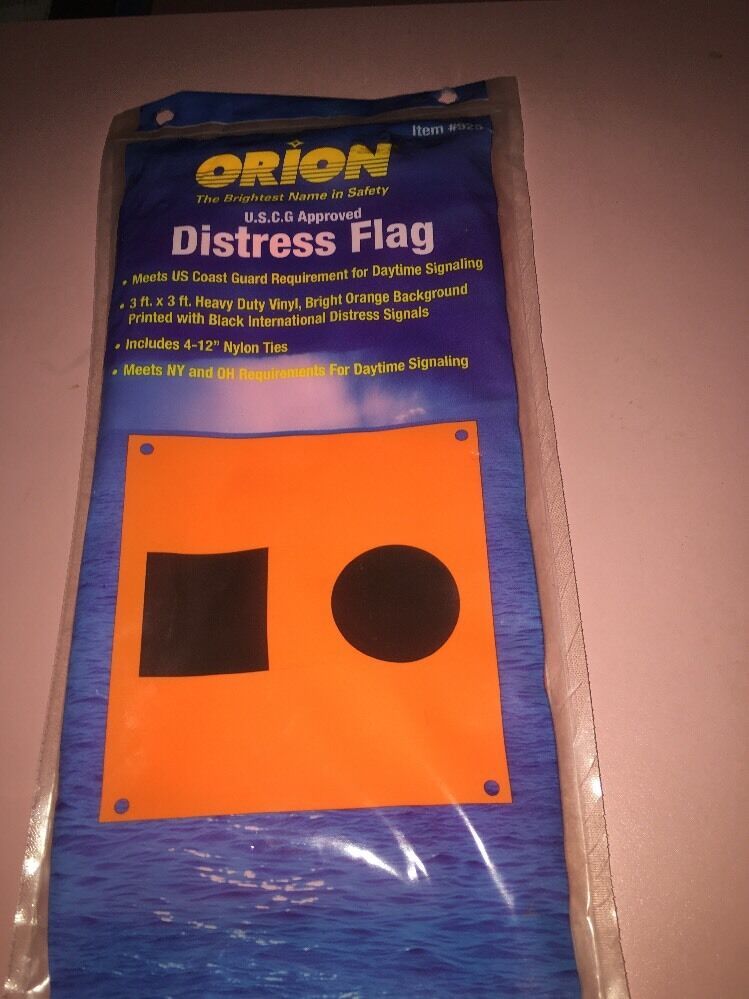 Item #925
ORION
The Brightest Name in Safety
U.S.C.G Approved
Distress Flag
• Meets US Coast Guard Requirement for Daytime Signaling
• 3 ft. x 3 ft. Heavy Duty Vinyl, Bright Orange Background
Printed with Black International Distress Signals
• Includes 4-12" Nylon Ties
• Meets NY and OH Requirements For Daytime Signaling